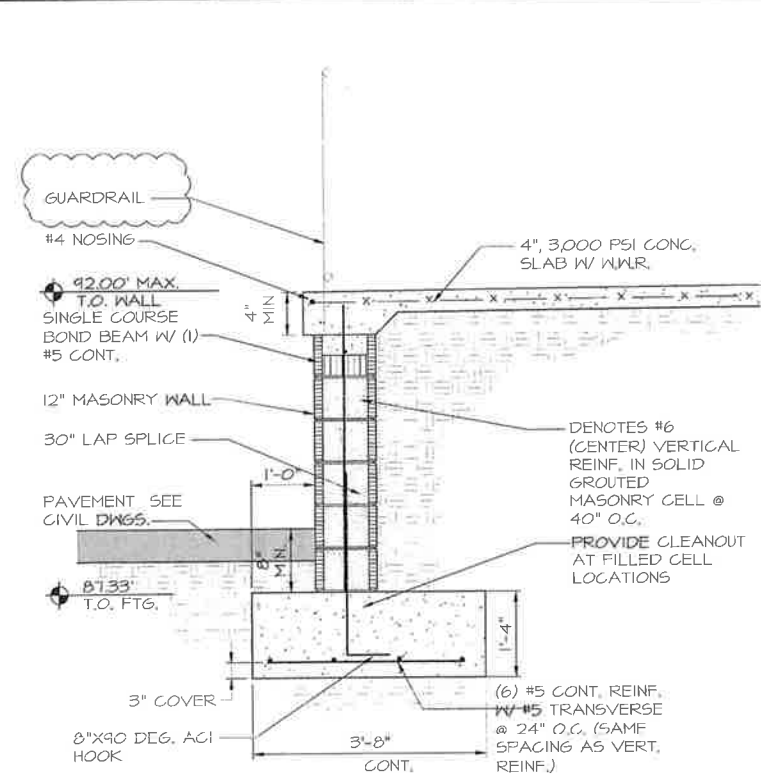 GUARDRAIL
#4 NOSING
4", 3,000 PSI CONC.
SLAB W/ W.W.R.
92.00' MAX.
T.O. WALL
4"
MIN
SINGLE COURSE
BOND BEAM W/ (1)
#5 CONT.
12" MASONRY WALL
30" LAP SPLICE
1'-0"
DENOTES #6
(CENTER) VERTICAL
REINF. IN SOLID
GROUTED
MASONRY CELL @
40" O.C.
PAVEMENT SEE
CIVIL DWGS.
8"
MIN.
PROVIDE CLEANOUT
AT FILLED CELL
LOCATIONS
87.33'
T.O. FTG.
1'-4"
3" COVER
8"X90 DEG. ACI
HOOK
3'-8"
CONT.
(6) #5 CONT. REINF.
W/ #5 TRANSVERSE
@ 24" O.C. (SAME
SPACING AS VERT.
REINF.)